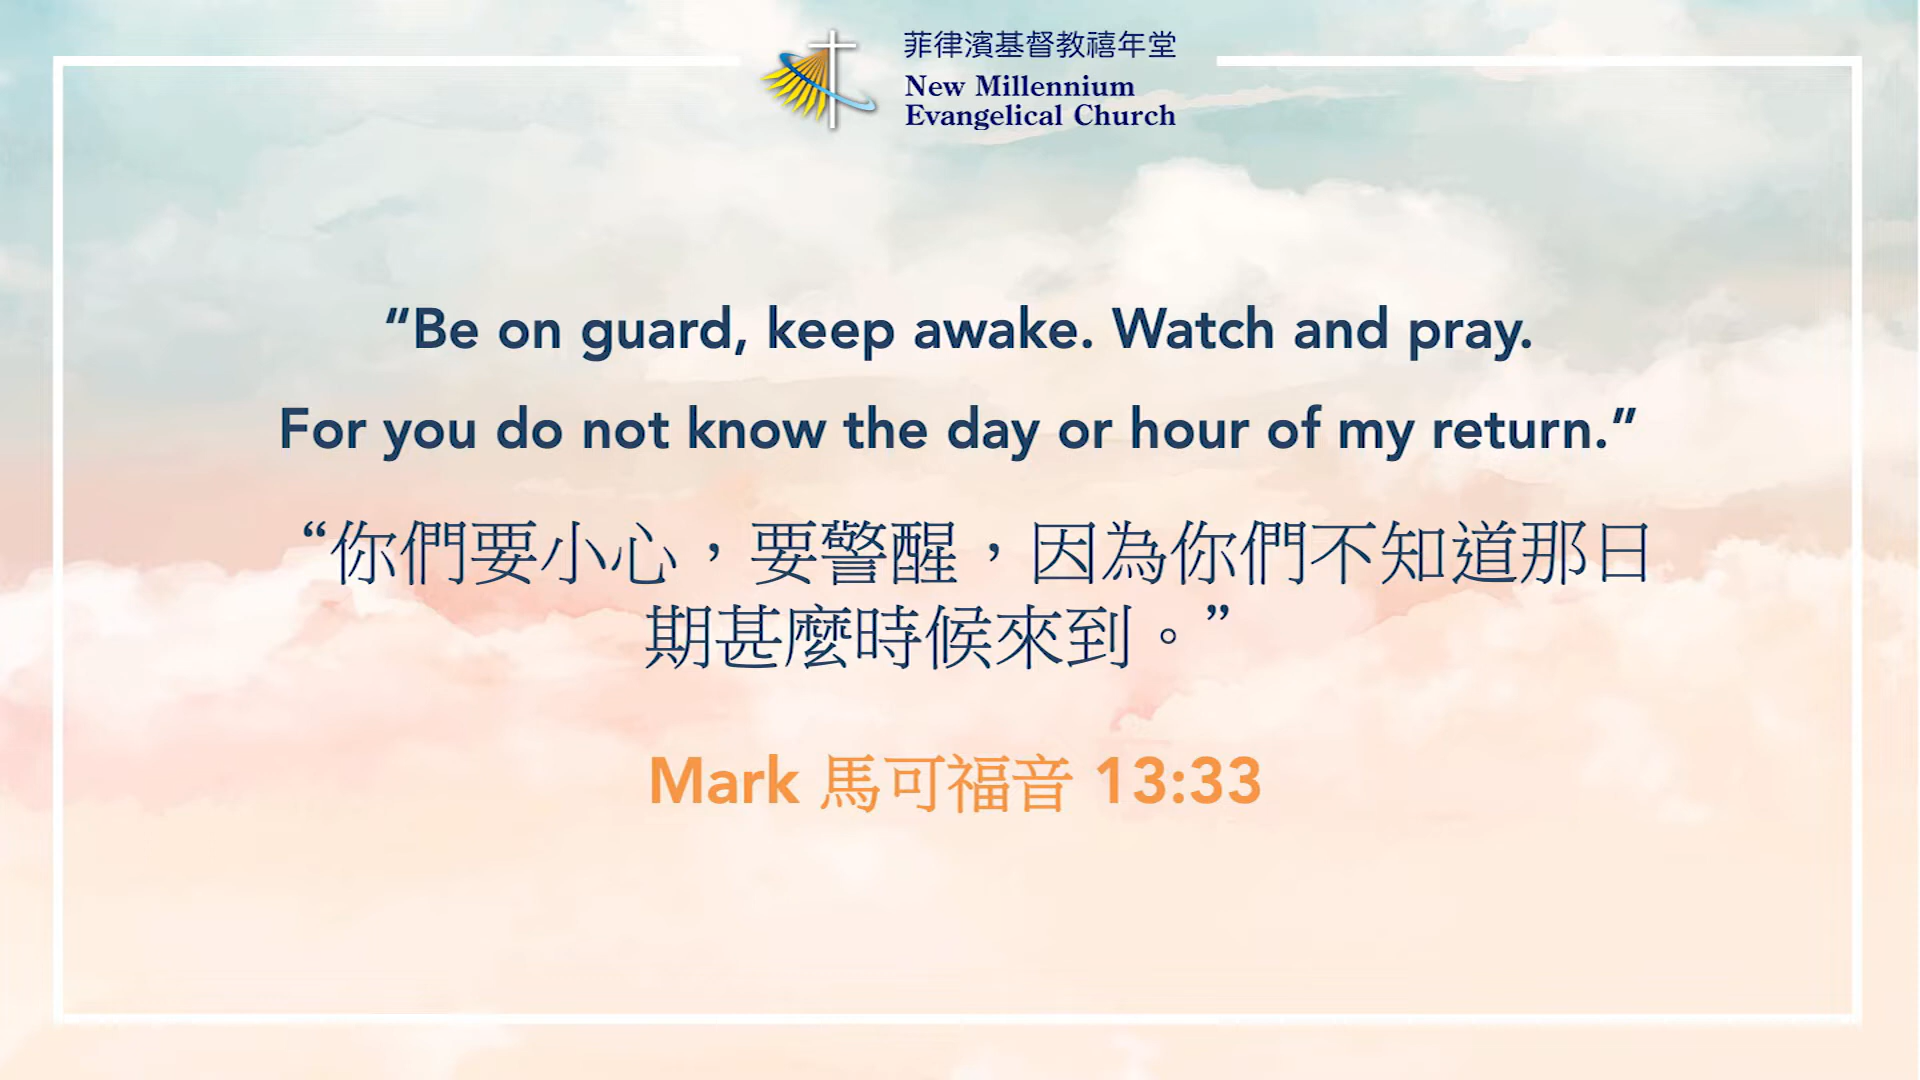 菲律濱基督教禧年堂
New Millennium
Evangelical Church
“Be on guard, keep awake. Watch and pray.
For you do not know the day or hour of my return.”
“你們要小心，要警醒，因為你們不知道那日
期甚麼時候來到。”
Mark 馬可福音 13:33